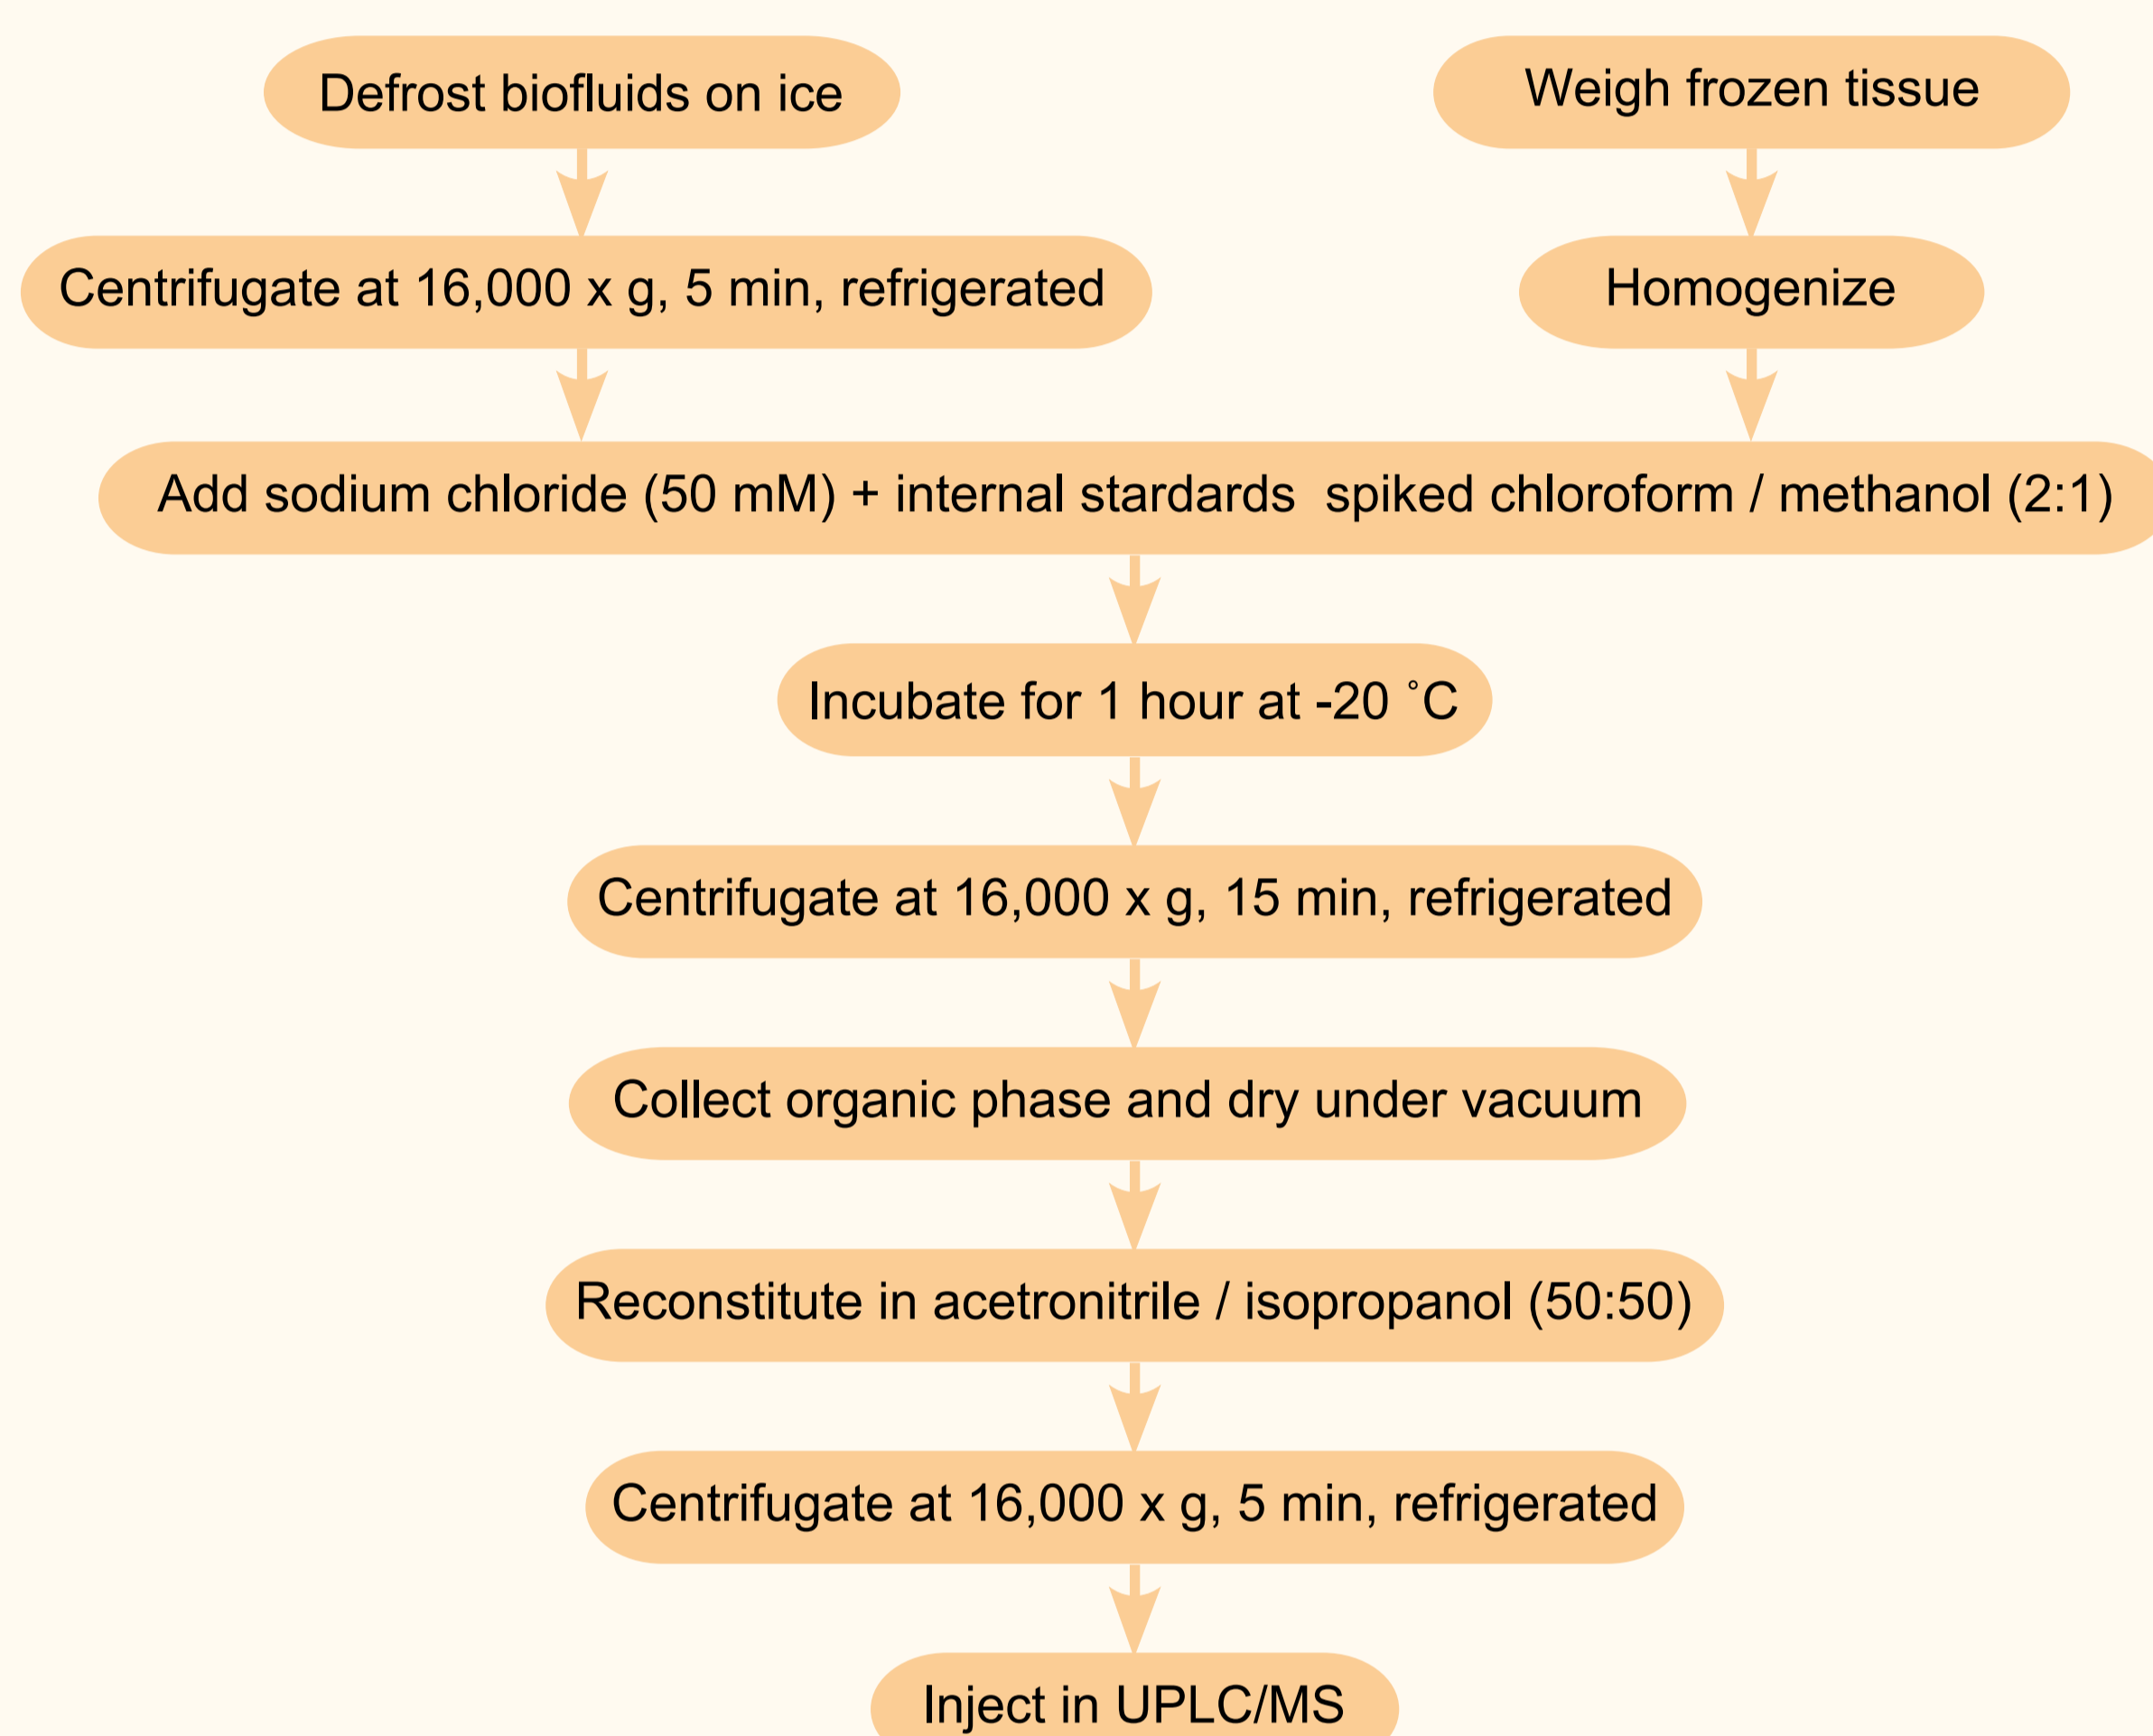 Defrost biofluids on ice
Weigh frozen tissue
Centrifugate at 16,000 x g, 5 min, refrigerated
Homogenize
Add sodium chloride (50 mM) + internal stardards  spiked chloroform / methanol (2:1)
Incubate for 1 hour at -20 ˚C
Centrifugate at 16,000 x g, 15 min, refrigerated
Collect organic phase and dry under vacuum
Reconstitute in acetronitrile / isopropanol (50:50)
Centrifugate at 16,000 x g, 5 min, refrigerated
Inject in UPLC/MS